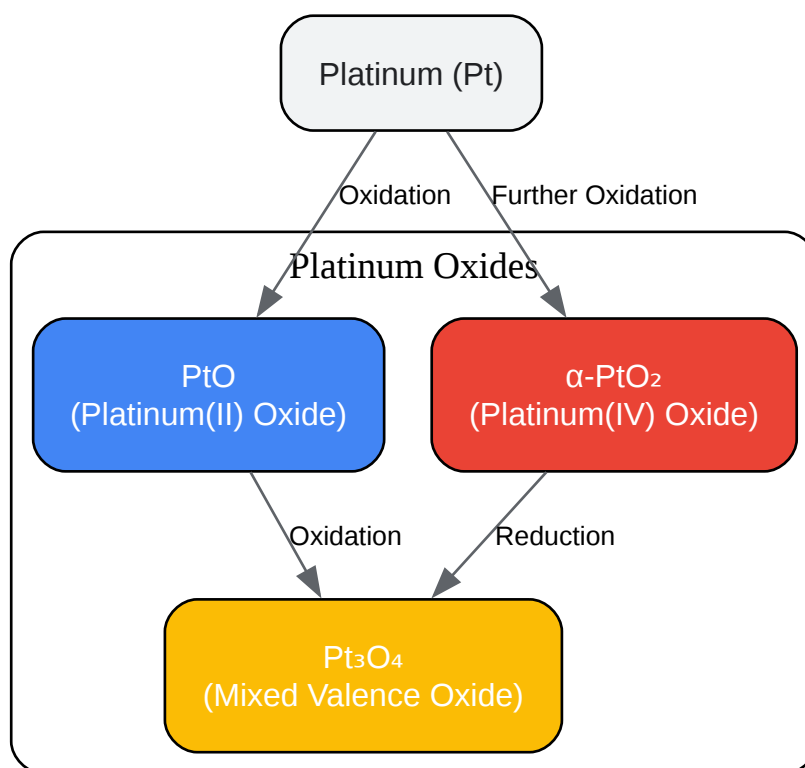 Platinum (Pt)
Oxidation
Further Oxidation
Platinum Oxides
PtO
(Platinum(II) Oxide)
α-PtO₂
(Platinum(IV) Oxide)
Oxidation
Reduction
Pt₃O₄
(Mixed Valence Oxide)